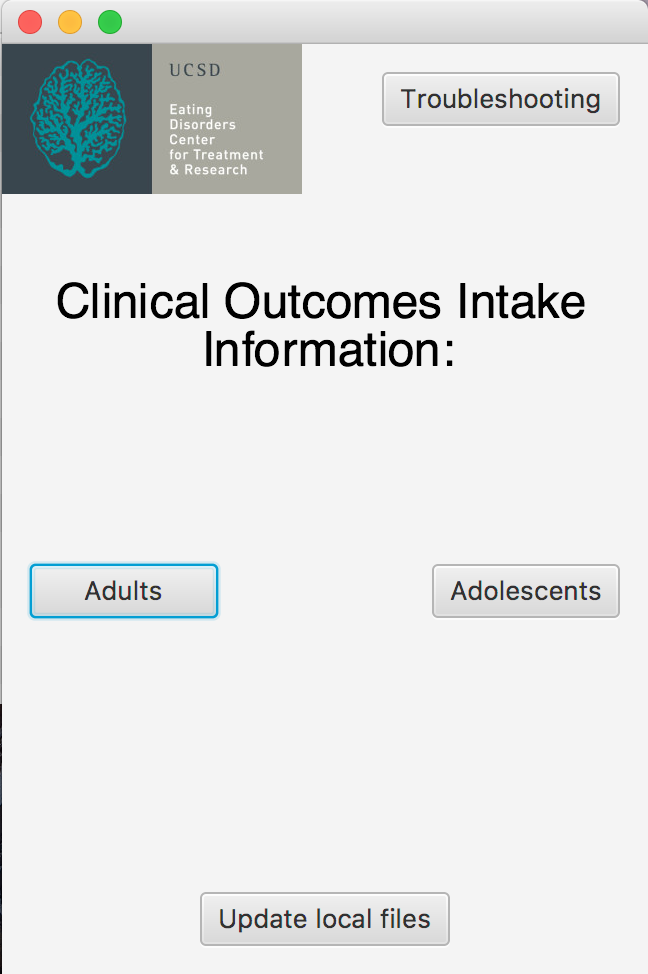 UCSD
Eating
Disorders
Center
for Treatment
& Research
Troubleshooting
Clinical Outcomes Intake
Information:
Adults
Adolescents
Update local files